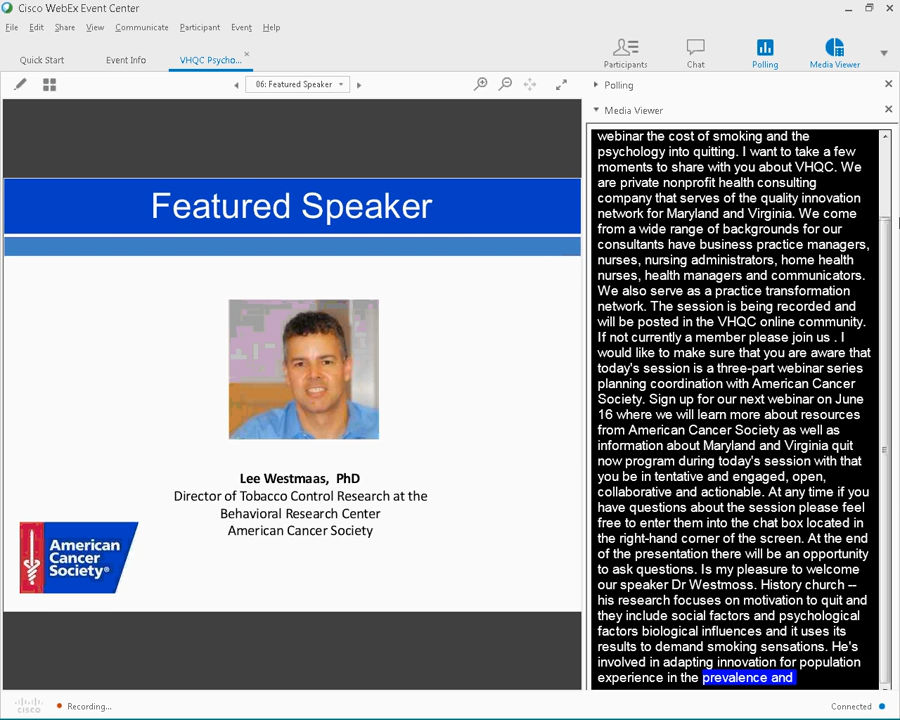 Cisco WebEx Event Center
File Edit Share View Communicate Participant Event Help
Quick Start Event Info VHQC Psycho...
Participants Chat Polling Media Viewer
06: Featured Speaker
Polling
Media Viewer
Featured Speaker
Lee Westmaas, PhD
Director of Tobacco Control Research at the
Behavioral Research Center
American Cancer Society
American
Cancer
Society®
webinar the cost of smoking and the
psychology into quitting. I want to take a few
moments to share with you about VHQC. We
are private nonprofit health consulting
company that serves of the quality innovation
network for Maryland and Virginia. We come
from a wide range of backgrounds for our
consultants have business practice managers,
nurses, nursing administrators, home health
nurses, health managers and communicators.
We also serve as a practice transformation
network. The session is being recorded and
will be posted in the VHQC online community.
If not currently a member please join us . I
would like to make sure that you are aware that
today's session is a three-part webinar series
planning coordination with American Cancer
Society. Sign up for our next webinar on June
16 where we will learn more about resources
from American Cancer Society as well as
information about Maryland and Virginia quit
now program during today's session with that
you be in tentative and engaged, open,
collaborative and actionable. At any time if you
have questions about the session please feel
free to enter them into the chat box located in
the right-hand corner of the screen. At the end
of the presentation there will be an opportunity
to ask questions. Is my pleasure to welcome
our speaker Dr Westmoss. History church --
his research focuses on motivation to quit and
they include social factors and psychological
factors biological influences and it uses its
results to demand smoking sensations. He's
involved in adapting innovation for population
experience in the prevalence and
cisco Recording... Connected